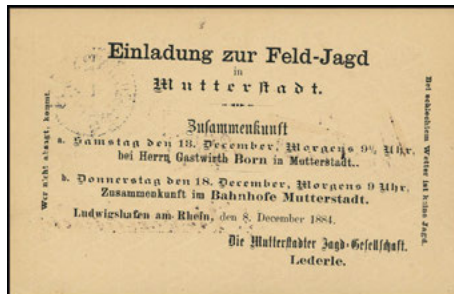 Einladung zur Feld-Jagd
in
Mutterstadt.
Zusammenkunft
a. Samstag den 13. December, Morgens 9¼ Uhr,
bei Herrn Gastwirth Born in Mutterstadt..
b. Donnerstag den 18. December, Morgens 9 Uhr,
Zusammenkunft im Bahnhofe Mutterstadt.
Ludwigshafen am Rhein, den 8. December 1884.
Die Mutterstadter Jagd-Gesellschaft.
Lederle.
Wer nicht absagt, kommt.
Bei schlechtem Wetter ist keine Jagd.